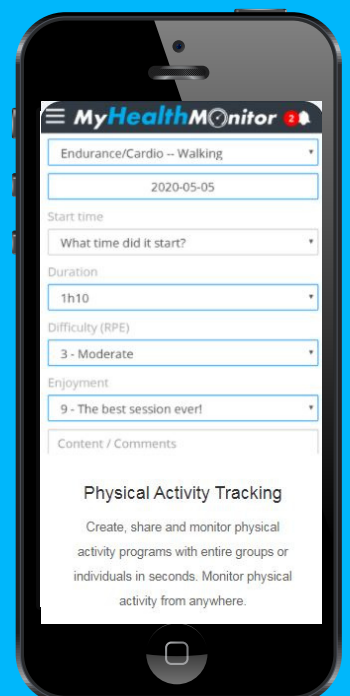 MyHealthMonitor 2
Endurance/Cardio -- Walking
2020-05-05
Start time
What time did it start?
Duration
1h10
Difficulty (RPE)
3 - Moderate
Enjoyment
9 - The best session ever!
Content / Comments
Physical Activity Tracking
Create, share and monitor physical
activity programs with entire groups or
individuals in seconds. Monitor physical
activity from anywhere.